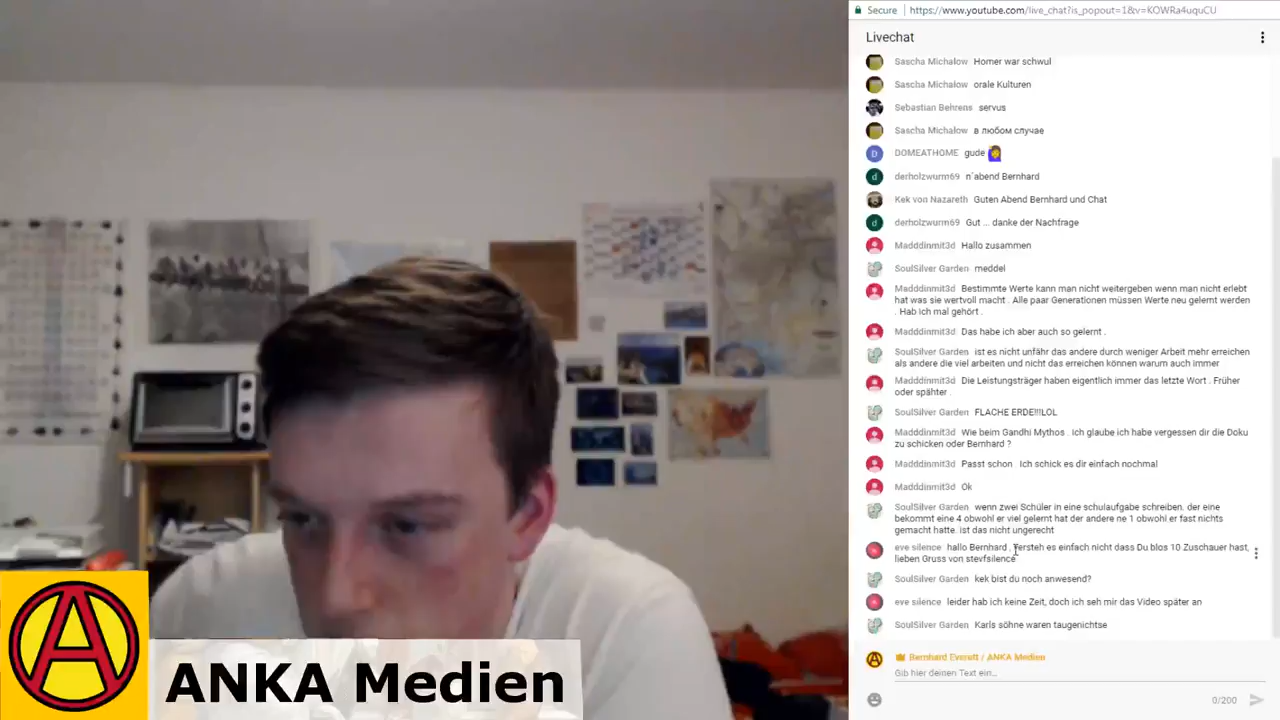 Secure https://www.youtube.com/live_chat?is_popout=1&v=KOWRa4uquCU
Livechat
Sascha Michalow Homer war schwul
Sascha Michalow orale Kulturen
Sebastian Behrens servus
Sascha Michalow в любом случае
D DOMEATHOME gude
d derholzwurm69 n´abend Bernhard
Kek von Nazareth Guten Abend Bernhard und Chat
d derholzwurm69 Gut ... danke der Nachfrage
Madddinmit3d Hallo zusammen
SoulSilver Garden meddel
Madddinmit3d Bestimmte Werte kann man nicht weitergeben wenn man nicht erlebt
hat was sie wertvoll macht . Alle paar Generationen müssen Werte neu gelernt werden
. Hab ich mal gehört .
Madddinmit3d Das habe ich aber auch so gelernt .
SoulSilver Garden ist es nicht unfähr das andere durch weniger Arbeit mehr erreichen
als andere die viel arbeiten und nicht das erreichen können warum auch immer
Madddinmit3d Die Leistungsträger haben eigentlich immer das letzte Wort . Früher
oder spähter .
SoulSilver Garden FLACHE ERDE!!!LOL
Madddinmit3d Wie beim Gandhi Mythos . Ich glaube ich habe vergessen dir die Doku
zu schicken oder Bernhard ?
Madddinmit3d Passt schon Ich schick es dir einfach nochmal
Madddinmit3d Ok
SoulSilver Garden wenn zwei Schüler in eine schulaufgabe schreiben. der eine
bekommt eine 4 obwohl er viel gelernt hat der andere ne 1 obwohl er fast nichts
gemacht hatte. ist das nicht ungerecht
eve silence hallo Bernhard , Versteh es einfach nicht dass Du blos 10 Zuschauer hast,
lieben Gruss von stevfsilence
SoulSilver Garden kek bist du noch anwesend?
eve silence leider hab ich keine Zeit, doch ich seh mir das Video später an
SoulSilver Garden Karls söhne waren taugenichtse
Bernhard Everett / ANKA Medien
Gib hier deinen Text ein...
0/200
A ANKA Medien